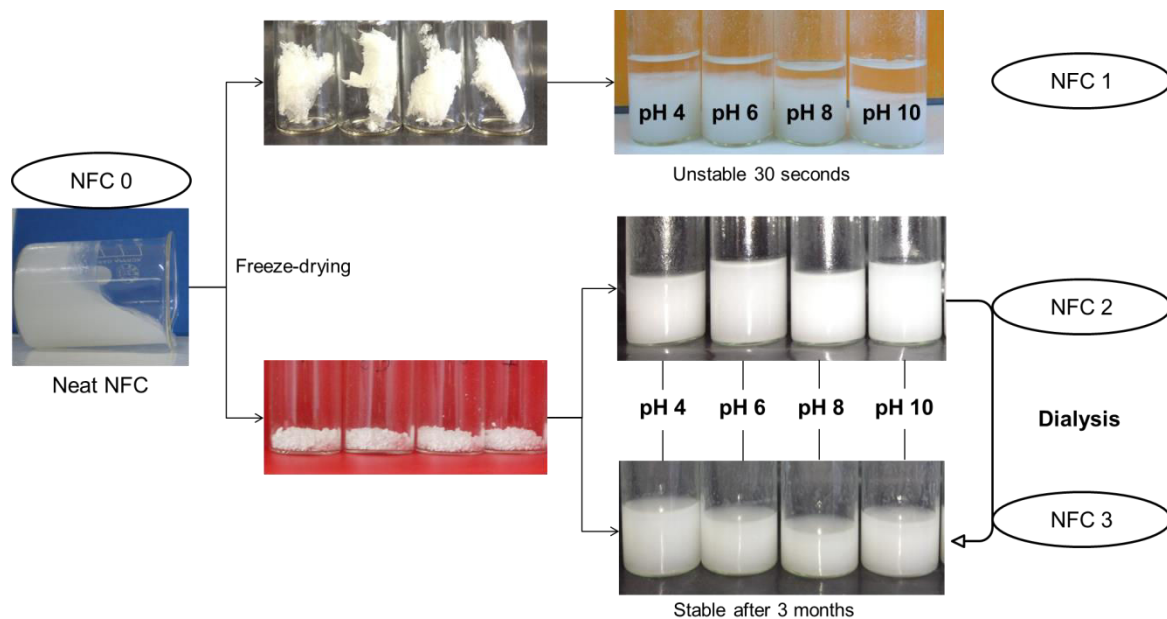 NFC 0
Neat NFC
Freeze-drying
pH 4 pH 6 pH 8 pH 10
Unstable 30 seconds
NFC 1
NFC 2
pH 4 pH 6 pH 8 pH 10
Dialysis
NFC 3
Stable after 3 months